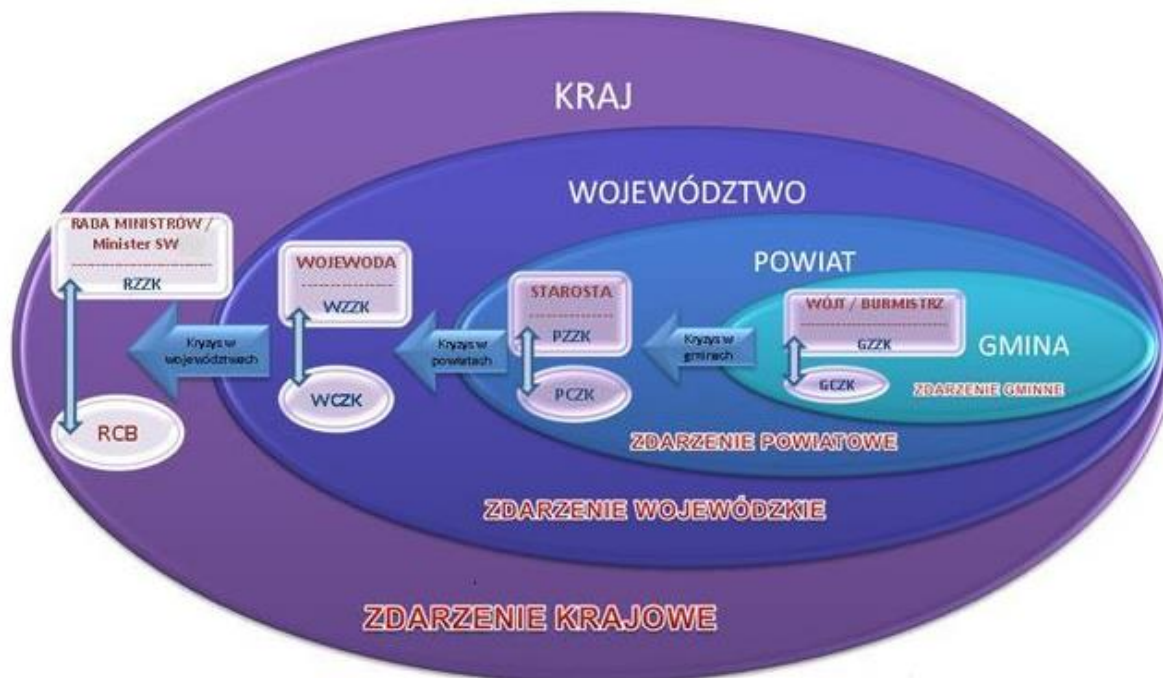 KRAJ
WOJEWÓDZTWO
POWIAT
GMINA
RADA MINISTRÓW /
Minister SW
RZZK
WOJEWODA
WZZK
STAROSTA
PZZK
WÓJT / BURMISTRZ
GZZK
Kryzys w
województwach
Kryzys w
powiatach
Kryzys w
gminach
RCB
WCZK
PCZK
GCZK
ZDARZENIE GMINNE
ZDARZENIE POWIATOWE
ZDARZENIE WOJEWÓDZKIE
ZDARZENIE KRAJOWE